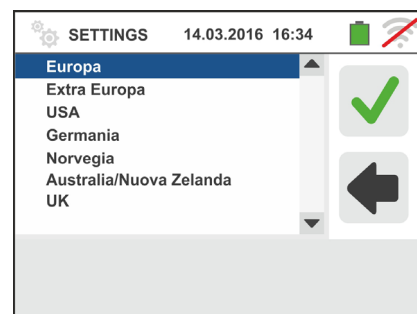 SETTINGS 14.03.2016 16:34
Europa
Extra Europa
USA
Germania
Norvegia
Australia/Nuova Zelanda
UK